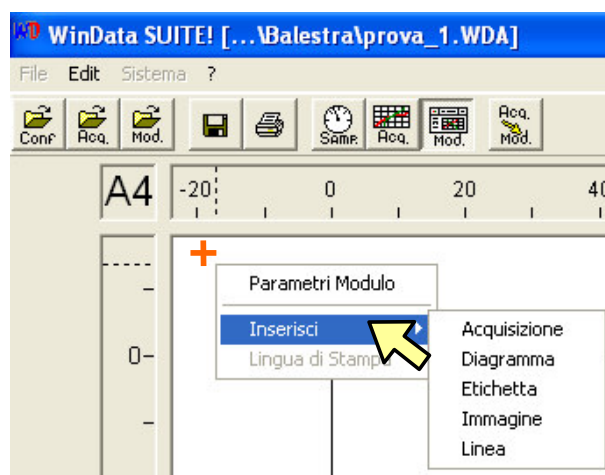 WinData SUITE! [...\Balestra\prova_1.WDA]
File Edit Sistema ?
Conf Acq. Mod. SAMP. Acq. Mod. Acq. Mod.
A4 -20 0 20 40
Parametri Modulo
Inserisci Acquisizione
Lingua di Stampa Diagramma
0
Etichetta
Immagine
Linea